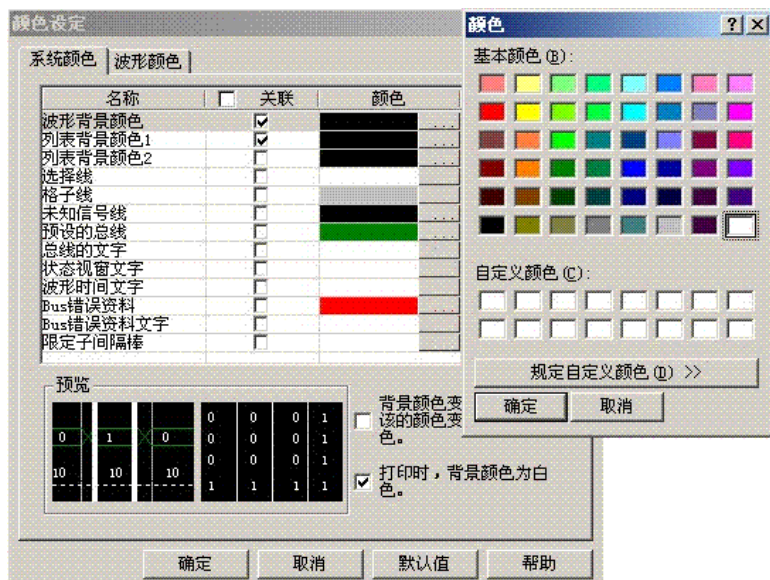 颜色设定
系统颜色
波形颜色
名称
关联
颜色
波形背景颜色
列表背景颜色1
列表背景颜色2
选择线
格子线
未知信号线
预设的总线
总线的文字
状态视窗文字
波形时间文字
Bus错误资料
Bus错误资料文字
限定子间隔棒
预览
0 1 0
10 10 10
0 0 0 1
0 0 0 1
0 0 0 1
1 1 1 1
背景颜色变
该的颜色变
色。
打印时，背景颜色为白
色。
确定
取消
默认值
帮助
颜色
基本颜色(B):
自定义颜色(C):
规定自定义颜色(D) >>
确定
取消